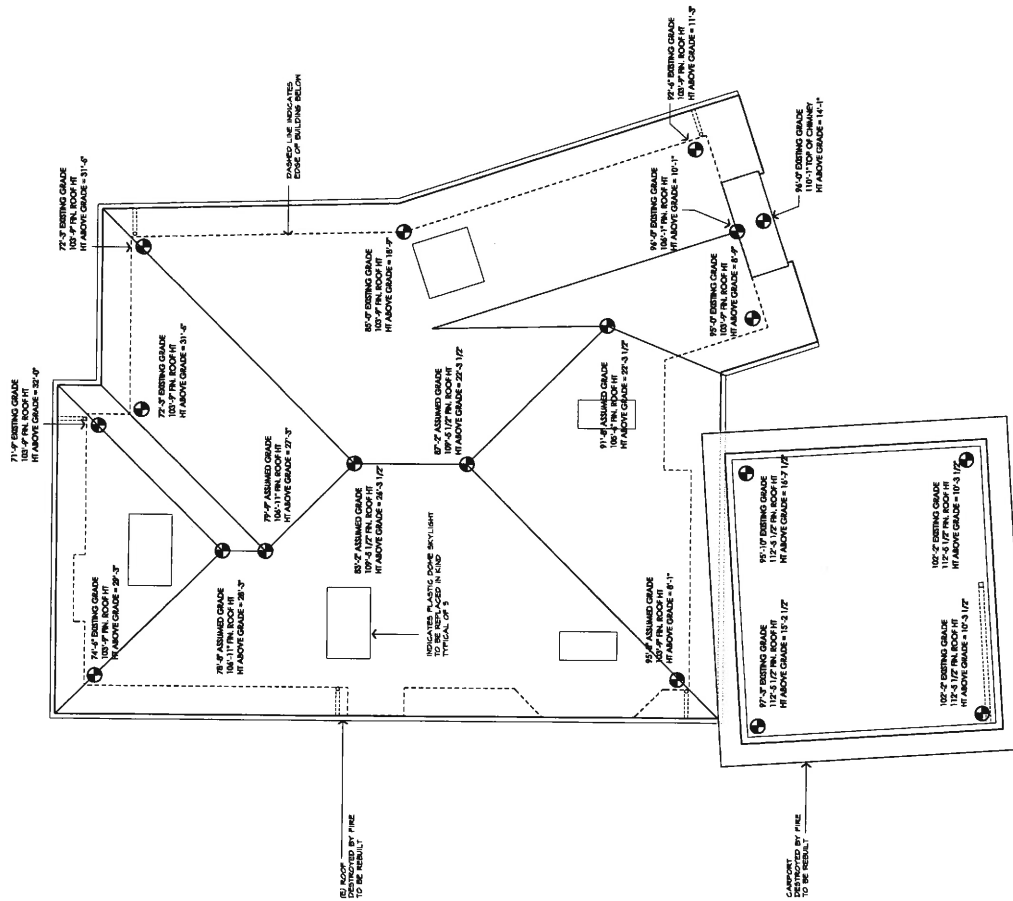 71'-9" EXISTING GRADE
103'-9" FIN. ROOF HT
HT ABOVE GRADE = 32'-0"
72'-3" EXISTING GRADE
103'-9" FIN. ROOF HT
HT ABOVE GRADE = 31'-6"
74'-6" EXISTING GRADE
103'-9" FIN. ROOF HT
HT ABOVE GRADE = 29'-3"
72'-3" EXISTING GRADE
103'-9" FIN. ROOF HT
HT ABOVE GRADE = 31'-6"
78'-8" ASSUMED GRADE
106'-11" FIN. ROOF HT
HT ABOVE GRADE = 28'-3"
79'-8" ASSUMED GRADE
106'-11" FIN. ROOF HT
HT ABOVE GRADE = 27'-3"
DASHED LINE INDICATES
EDGE OF BUILDING BELOW
(E) ROOF
DESTROYED BY FIRE
TO BE REBUILT
83'-2" ASSUMED GRADE
109'-5 1/2" FIN. ROOF HT
HT ABOVE GRADE = 26'-3 1/2"
85'-0" EXISTING GRADE
103'-9" FIN. ROOF HT
HT ABOVE GRADE = 18'-9"
INDICATES PLASTIC DOME SKYLIGHT
TO BE REPLACED IN KIND
TYPICAL OF 5
87'-2" ASSUMED GRADE
109'-5 1/2" FIN. ROOF HT
HT ABOVE GRADE = 22'-3 1/2"
91'-8" ASSUMED GRADE
FIN. ROOF HT
HT ABOVE GRADE = 22'-3 1/2"
95'-8" ASSUMED GRADE
103'-9" FIN. ROOF HT
HT ABOVE GRADE = 8'-1"
92'-6" EXISTING GRADE
103'-9" FIN. ROOF HT
HT ABOVE GRADE = 11'-3"
96'-0" EXISTING GRADE
106'-1" FIN. ROOF HT
HT ABOVE GRADE = 10'-1"
95'-0" EXISTING GRADE
103'-9" FIN. ROOF HT
HT ABOVE GRADE = 8'-9"
96'-0" EXISTING GRADE
110'-1" TOP OF CHIMNEY
HT ABOVE GRADE = 14'-1"
97'-3" EXISTING GRADE
112'-5 1/2" FIN. ROOF HT
HT ABOVE GRADE = 15'-2 1/2"
95'-10" EXISTING GRADE
112'-5 1/2" FIN. ROOF HT
HT ABOVE GRADE = 16'-7 1/2"
CARPORT
DESTROYED BY FIRE
TO BE REBUILT
102'-2" EXISTING GRADE
112'-5 1/2" FIN. ROOF HT
HT ABOVE GRADE = 10'-3 1/2"
102'-2" EXISTING GRADE
112'-5 1/2" FIN. ROOF HT
HT ABOVE GRADE = 10'-3 1/2"